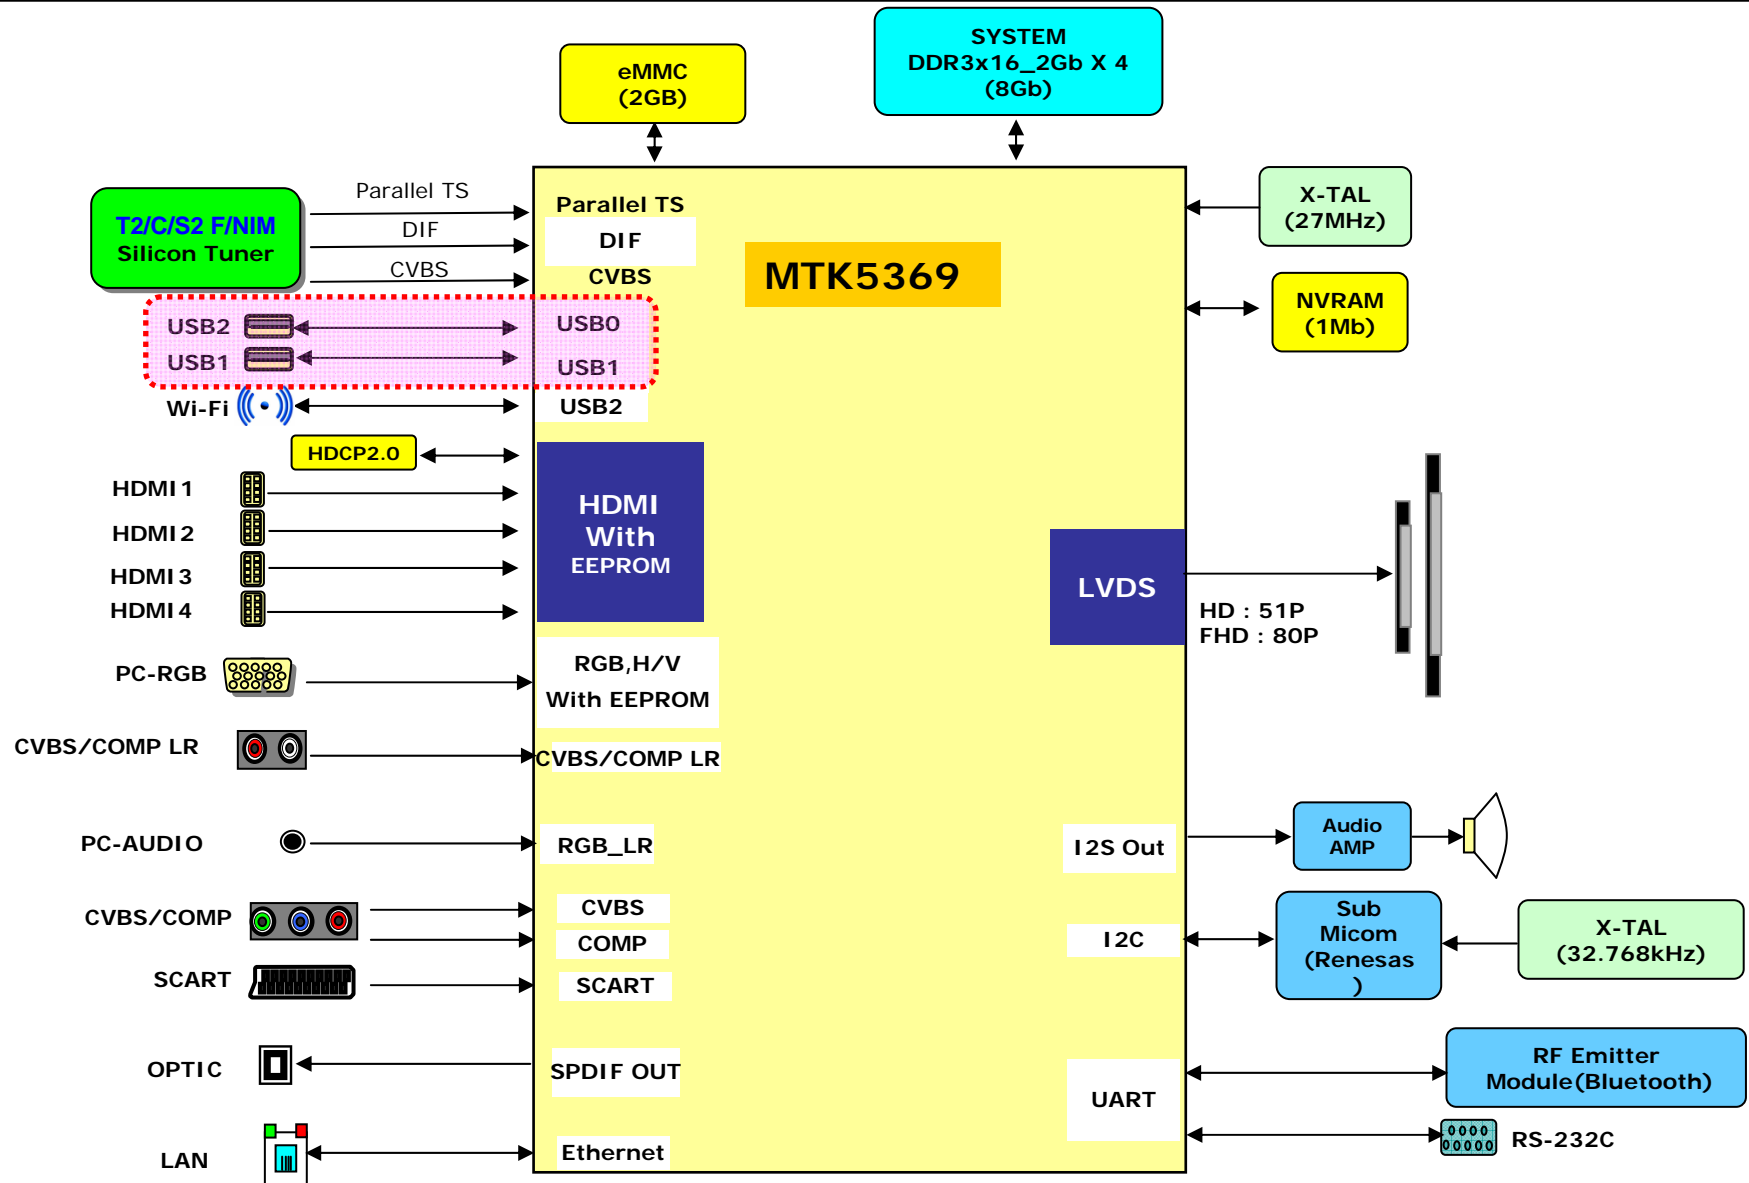 SYSTEM
DDR3x16_2Gb X 4
(8Gb)
eMMC
(2GB)
Parallel TS
DIF
CVBS
T2/C/S2 F/NIM
Silicon Tuner
Parallel TS
DIF
CVBS
MTK5369
X-TAL
(27MHz)
NVRAM
(1Mb)
USB2
USB0
USB1
USB1
Wi-Fi
USB2
HDCP2.0
HDMI1
HDMI2
HDMI3
HDMI4
HDMI
With
EEPROM
LVDS
HD : 51P
FHD : 80P
PC-RGB
RGB,H/V
With EEPROM
CVBS/COMP LR
CVBS/COMP LR
PC-AUDIO
RGB_LR
I2S Out
Audio
AMP
CVBS/COMP
CVBS
COMP
I2C
Sub
Micom
(Renesas
)
X-TAL
(32.768kHz)
SCART
SCART
OPTIC
SPDIF OUT
UART
RF Emitter
Module(Bluetooth)
RS-232C
LAN
Ethernet